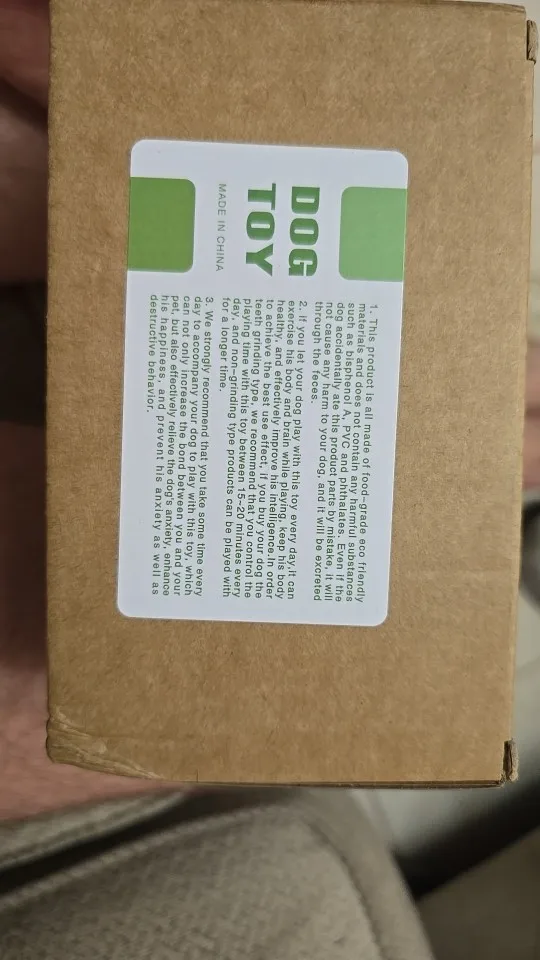 DOG
TOY
MADE IN CHINA
1. This product is all made of food-grade eco friendly
materials and does not contain any harmful substances
such as bisphenol A, PVC and phthalates. Even if the
dog accidentally ate this product parts by mistake, it will
not cause any harm to your dog, and it will be excreted
through the feces.
2. If you let your dog play with this toy every day.It can
exercise his body and brain while playing, keep his body
healthy, and effectively improve his intelligence.In order
to achieve the best use effect, if you buy your dog the
teeth grinding type, we recommend that you control the
playing time with this toy between 15-20 minutes every
day, and non-grinding type products can be played with
for a longer time.
3. We strongly recommend that you take some time every
day to accompany your dog to play with this toy, which
can not only increase the bord between you and your
pet, but also effectively relieve the dog's anxiety, enhance
his happiness, and prevent his anxiety as well as
destructive behavior.